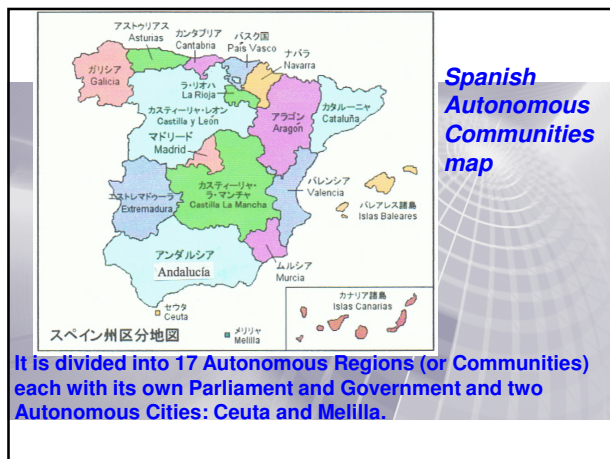 アストゥリアス
Asturias
カンタブリア
Cantabria
バスク国
País Vasco
ナバラ
Navarra
ガリシア
Galicia
ラ・リオハ
La Rioja
カスティーリャ・レオン
Castilla y León
アラゴン
Aragón
カタルーニャ
Cataluña
マドリード
Madrid
エストレマドゥーラ
Extremadura
カスティーリャ・
ラ・マンチャ
Castilla La Mancha
バレンシア
Valencia
バレアレス諸島
Islas Baleares
アンダルシア
Andalucía
ムルシア
Murcia
セウタ
Ceuta
メリリャ
Melilla
カナリア諸島
Islas Canarias
スペイン州区分地図
Spanish
Autonomous
Communities
map
It is divided into 17 Autonomous Regions (or Communities)
each with its own Parliament and Government and two
Autonomous Cities: Ceuta and Melilla.